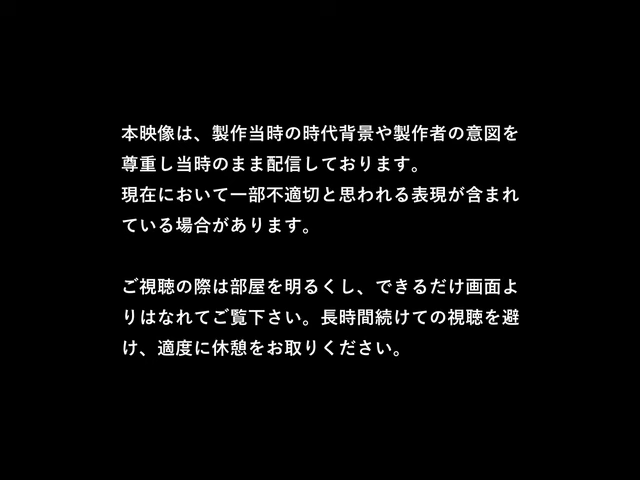 本映像は、製作当時の時代背景や製作者の意図を
尊重し当時のまま配信しております。
現在において一部不適切と思われる表現が含まれ
ている場合があります。
ご視聴の際は部屋を明るくし、できるだけ画面よ
りはなれてご覧下さい。長時間続けての視聴を避
け、適度に休憩をお取りください。